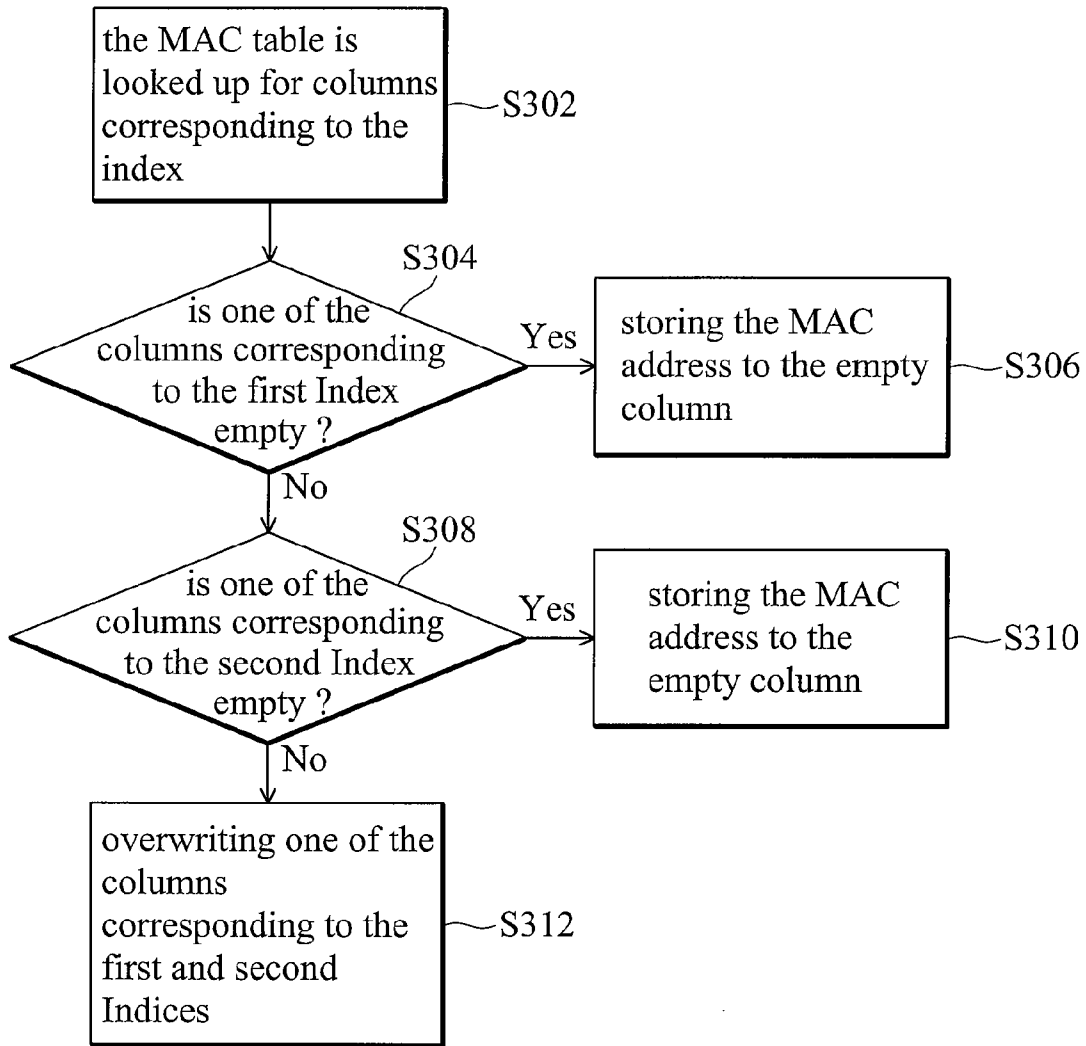 the MAC table is
looked up for columns
corresponding to the
index
S302
S304
is one of the
columns corresponding
to the first Index
empty ?
Yes
storing the MAC
address to the empty
column
S306
No
S308
is one of the
columns corresponding
to the second Index
empty ?
Yes
storing the MAC
address to the
empty column
S310
No
overwriting one of the
columns
corresponding to the
first and second
Indices
S312